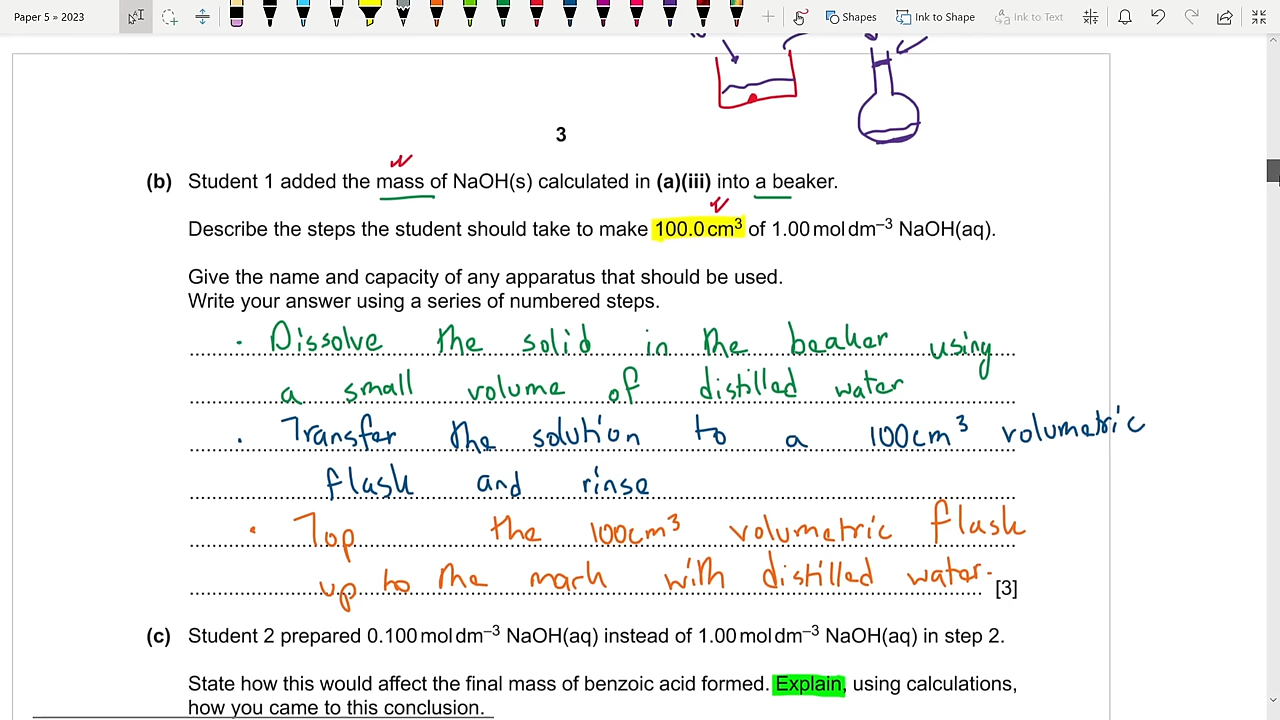 Paper 5 » 2023
Shapes
Ink to Shape
Ink to Text
3
(b) Student 1 added the mass of NaOH(s) calculated in (a)(iii) into a beaker.
Describe the steps the student should take to make 100.0 cm³ of 1.00 mol dm⁻³ NaOH(aq).
Give the name and capacity of any apparatus that should be used.
Write your answer using a series of numbered steps.
· Dissolve the solid in the beaker using
a small volume of distilled water
· Transfer the solution to a 100cm³ volumetric
flask and rinse
· Top the 100cm³ volumetric flask
up to the mark with distilled water.
[3]
(c) Student 2 prepared 0.100 mol dm⁻³ NaOH(aq) instead of 1.00 mol dm⁻³ NaOH(aq) in step 2.
State how this would affect the final mass of benzoic acid formed. Explain, using calculations,
how you came to this conclusion.